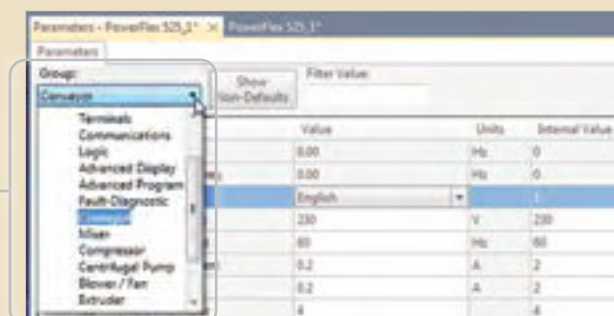 Parameters - PowerFlex 525_1* × PowerFlex 525_1*
Parameters
Group:
Conveyor
Show
Non-Defaults
Filter Value:
Value Units Internal Value
Terminals
Communications
Logic
Advanced Display
Advanced Program
Fault-Diagnostic
Conveyor
Mixer
Compressor
Centrifugal Pump
Blower / Fan
Extruder
0.00 Hz 0
0.00 Hz 0
English 1
230 V 230
60 Hz 60
0.2 A 2
0.2 A 2
4 4